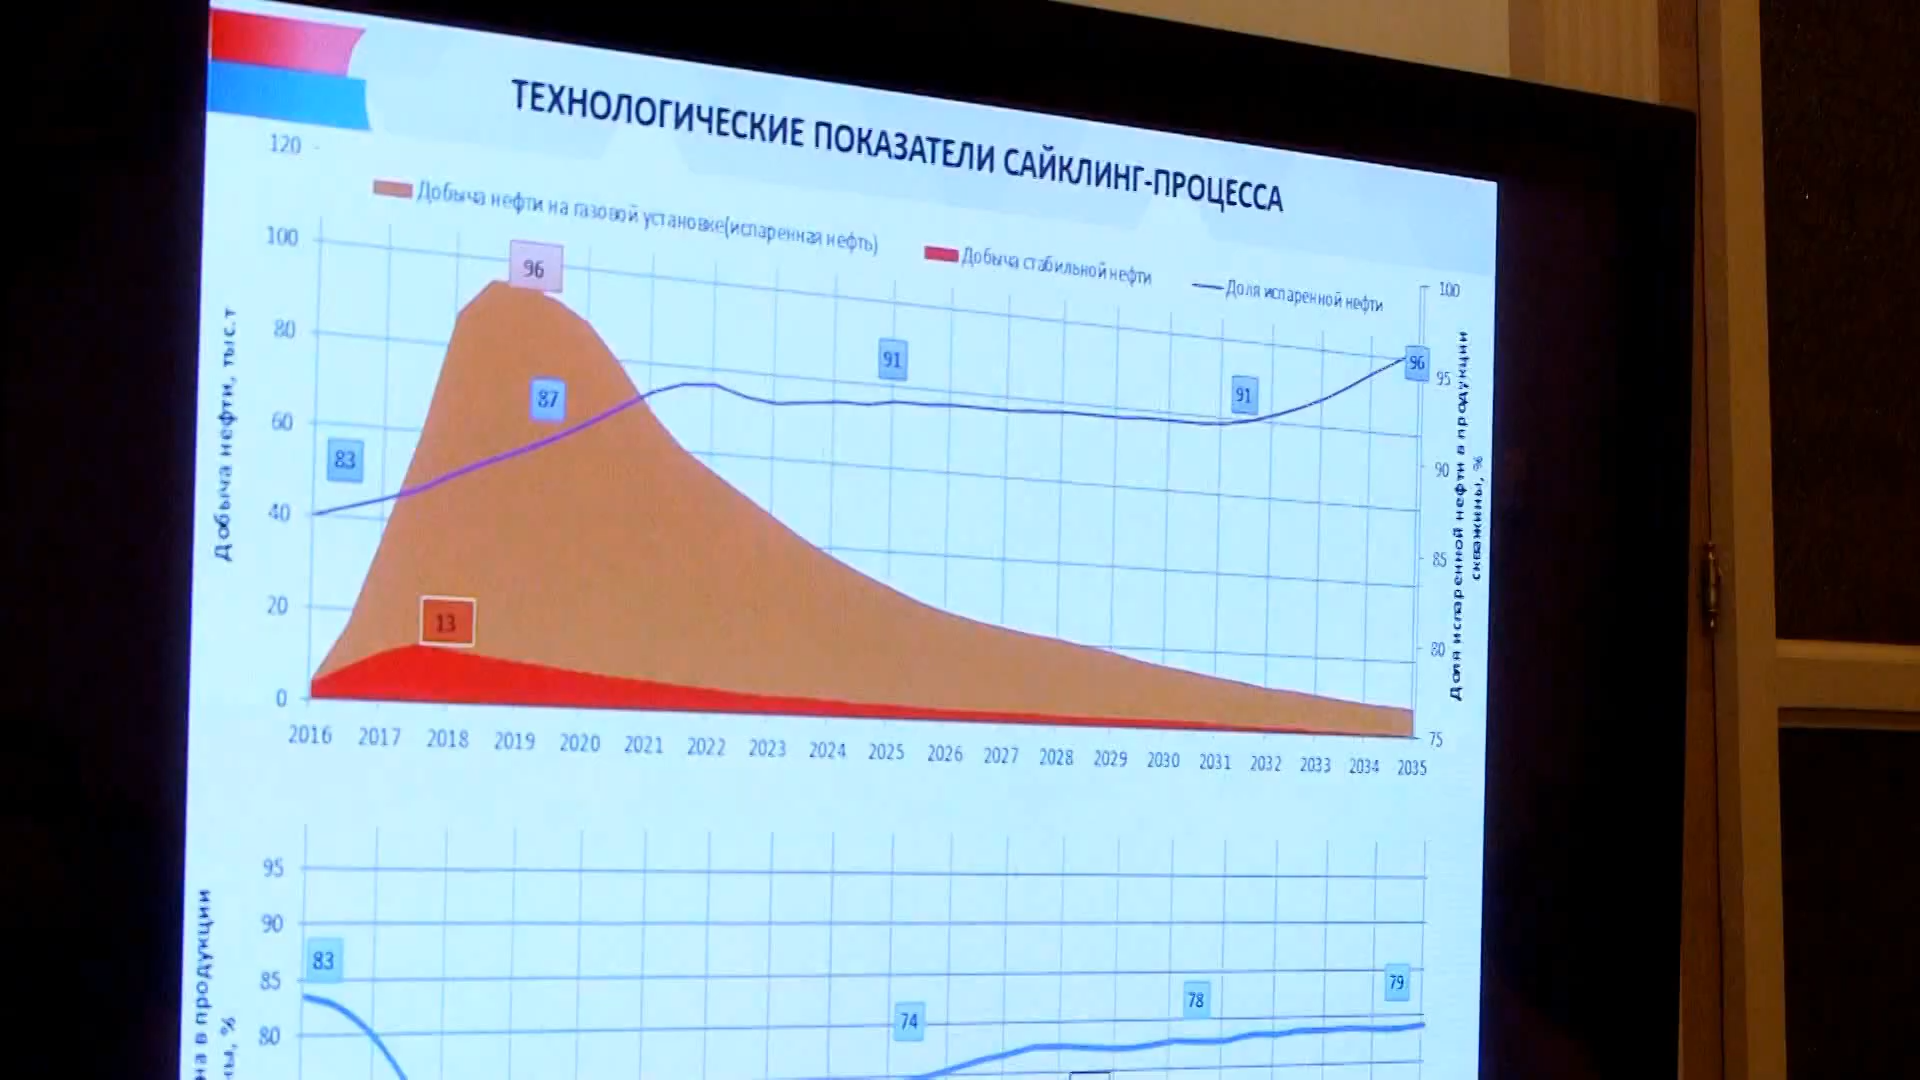 ТЕХНОЛОГИЧЕСКИЕ ПОКАЗАТЕЛИ САЙКЛИНГ-ПРОЦЕССА
Добыча нефти на газовой установке(испаренная нефть)
Добыча стабильной нефти
Доля испаренной нефти
Добыча нефти, тыс.т
120
100
80
60
40
20
0
96
83
87
91
91
96
13
100
95
90
85
80
75
Доля испаренной нефти в продукции
скважины, %
2016 2017 2018 2019 2020 2021 2022 2023 2024 2025 2026 2027 2028 2029 2030 2031 2032 2033 2034 2035
95
90
85
80
83
74
78
79
на в продукции
ны, %